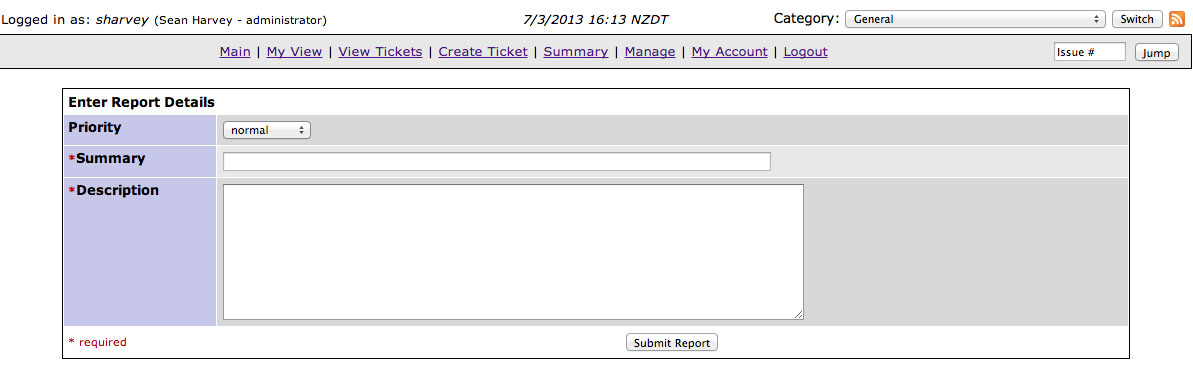 Logged in as: sharvey (Sean Harvey - administrator) 7/3/2013 16:13 NZDT Category: General Switch
Main | My View | View Tickets | Create Ticket | Summary | Manage | My Account | Logout Issue # Jump
Enter Report Details
Priority normal
*Summary
*Description
* required Submit Report